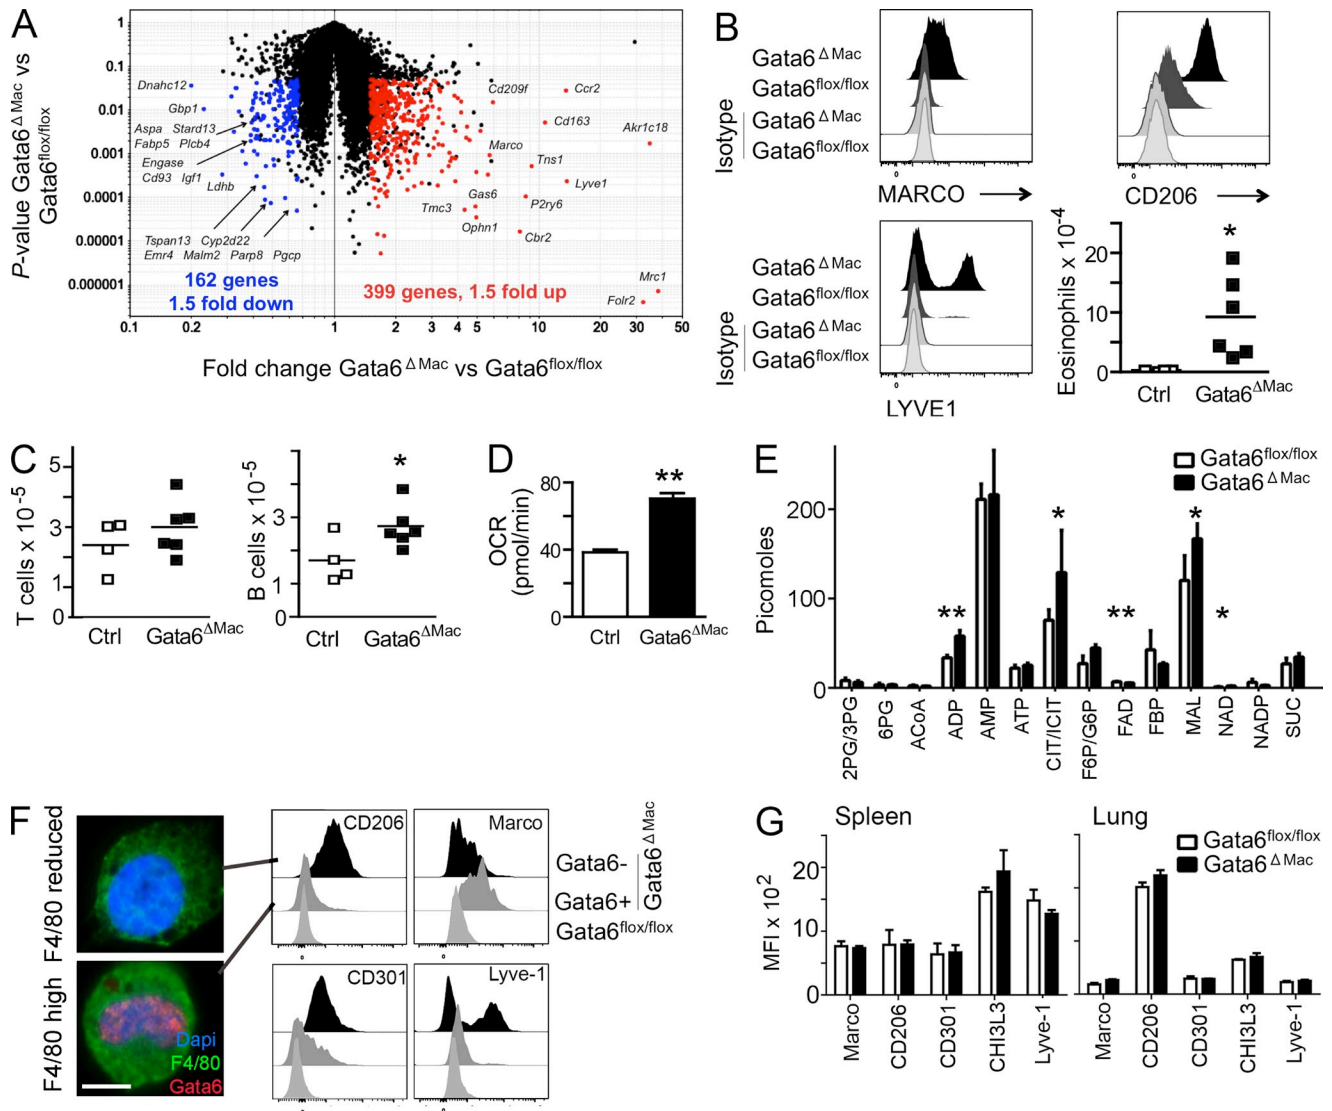 A
P-value Gata6ΔMac vs
Gata6flox/flox
1
0.1
0.01
0.001
0.0001
0.00001
0.000001
Dnahc12
Gbp1
Aspa Stard13
Fabp5 Plcb4
Engase
Cd93 Igf1
Ldhb
Tspan13 Cyp2d22
Emr4 Malm2 Parp8 Pgcp
162 genes
1.5 fold down
Cd209f
Ccr2
Cd163
Akr1c18
Marco
Tns1
Lyve1
Gas6
P2ry6
Tmc3
Ophn1
Cbr2
Mrc1
Folr2
399 genes, 1.5 fold up
0.1 0.2 1 2 3 4 5 10 20 30 50
Fold change Gata6ΔMac vs Gata6flox/flox
B
Gata6ΔMac
Gata6flox/flox
Gata6ΔMac
Gata6flox/flox
Isotype
0
MARCO
0
CD206
Gata6ΔMac
Gata6flox/flox
Gata6ΔMac
Gata6flox/flox
Isotype
0
LYVE1
Eosinophils x 10-4
20
10
0
*
Ctrl Gata6ΔMac
C
T cells x 10-5
5
3
1
0
Ctrl Gata6ΔMac
B cells x 10-5
3
1
0
*
Ctrl Gata6ΔMac
D
OCR
(pmol/min)
80
40
0
**
Ctrl Gata6ΔMac
E
Picomoles
200
100
0
Gata6flox/flox
Gata6ΔMac
** * ** * *
2PG/3PG
6PG
ACoA
ADP
AMP
ATP
CIT/ICIT
F6P/G6P
FAD
FBP
MAL
NAD
NADP
SUC
F
F4/80 reduced
F4/80 high
Dapi
F4/80
Gata6
CD206
0
Marco
0
CD301
0
Lyve-1
0
Gata6-
Gata6+
Gata6ΔMac
Gata6flox/flox
G
Spleen
Lung
Gata6flox/flox
Gata6ΔMac
MFI x 102
20
10
0
Marco
CD206
CD301
CHI3L3
Lyve-1
Marco
CD206
CD301
CHI3L3
Lyve-1